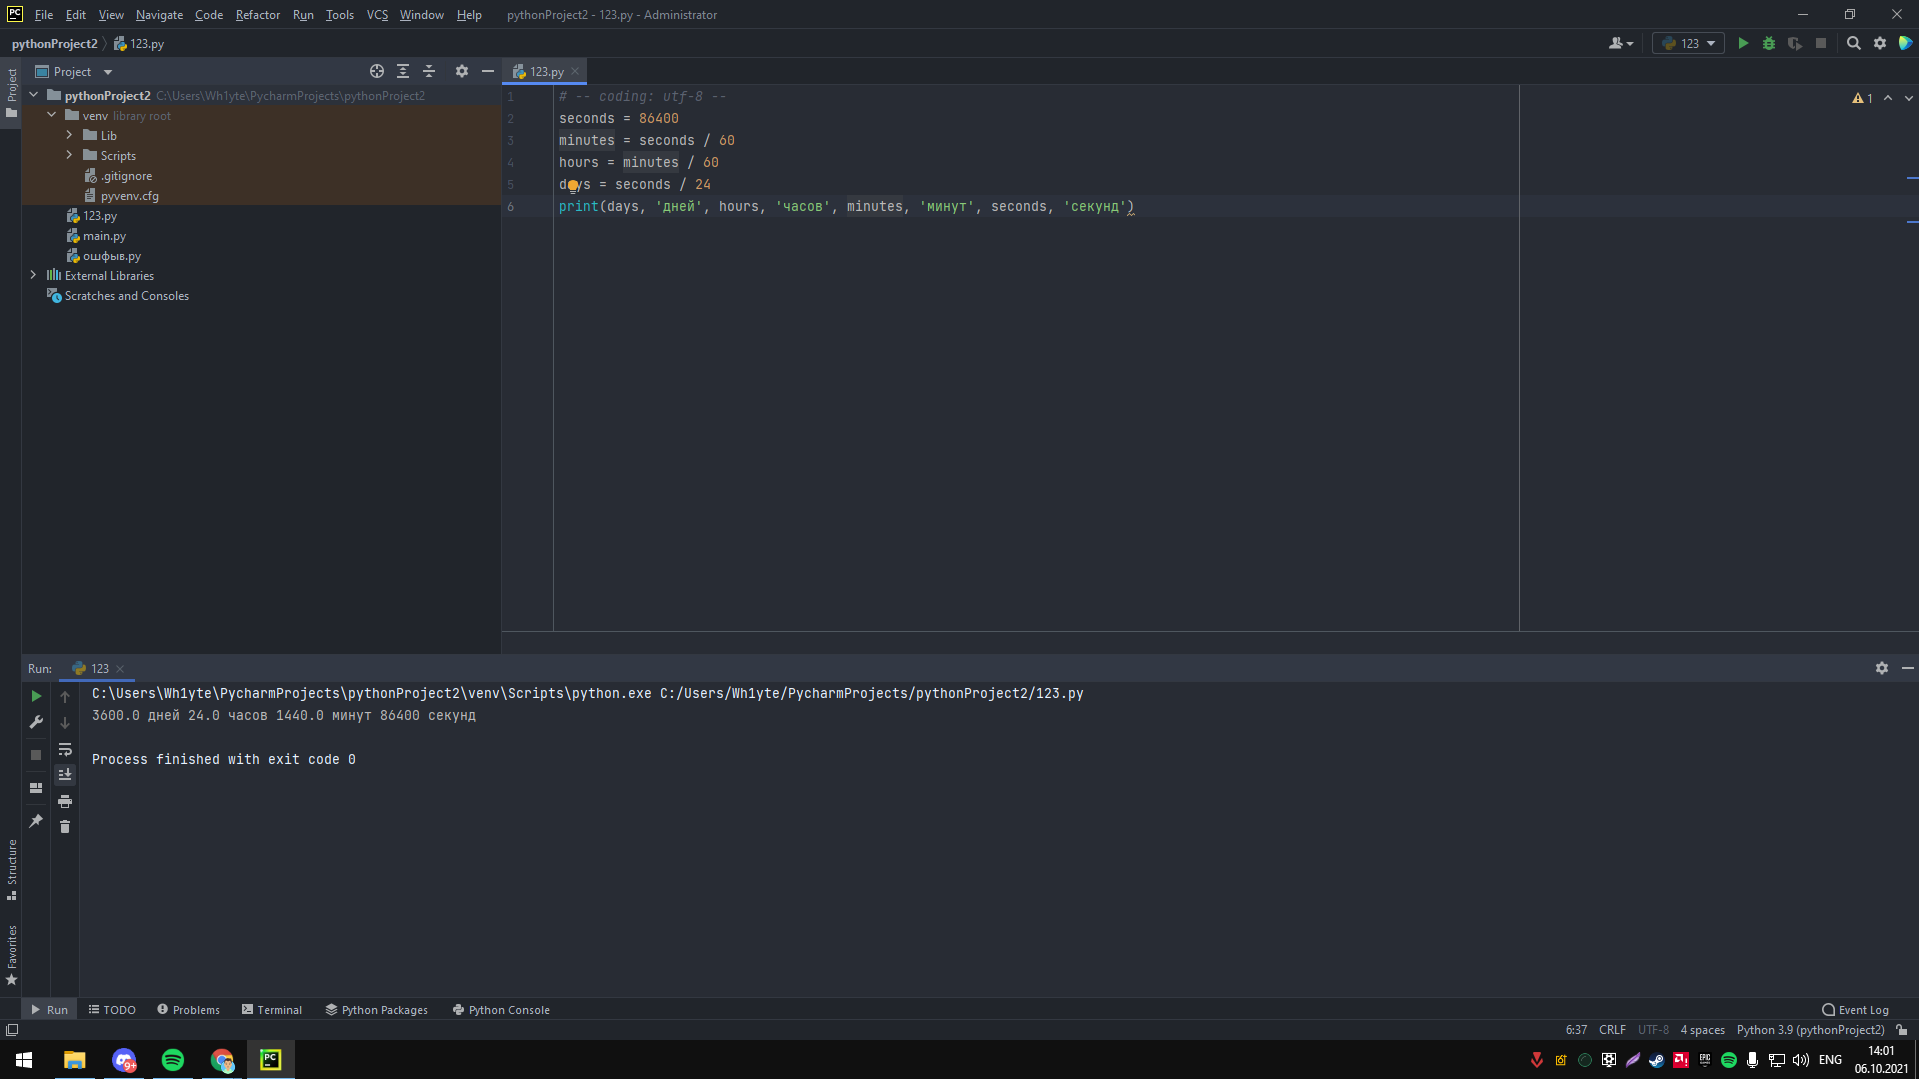 PC File Edit View Navigate Code Refactor Run Tools VCS Window Help pythonProject2 - 123.py - Administrator
pythonProject2 123.py 123
Project
Project
pythonProject2 C:\Users\Wh1yte\PycharmProjects\pythonProject2
venv library root
Lib
Scripts
.gitignore
pyvenv.cfg
123.py
main.py
ошфыв.py
External Libraries
Scratches and Consoles
123.py
1 # -- coding: utf-8 --
2 seconds = 86400
3 minutes = seconds / 60
4 hours = minutes / 60
5 days = seconds / 24
6 print(days, 'дней', hours, 'часов', minutes, 'минут', seconds, 'секунд')
1
Run: 123
C:\Users\Wh1yte\PycharmProjects\pythonProject2\venv\Scripts\python.exe C:/Users/Wh1yte/PycharmProjects/pythonProject2/123.py
3600.0 дней 24.0 часов 1440.0 минут 86400 секунд
Process finished with exit code 0
Structure
Favorites
Run TODO Problems Terminal Python Packages Python Console Event Log
6:37 CRLF UTF-8 4 spaces Python 3.9 (pythonProject2)
9+ PC EPIC ENG
14:01
06.10.2021